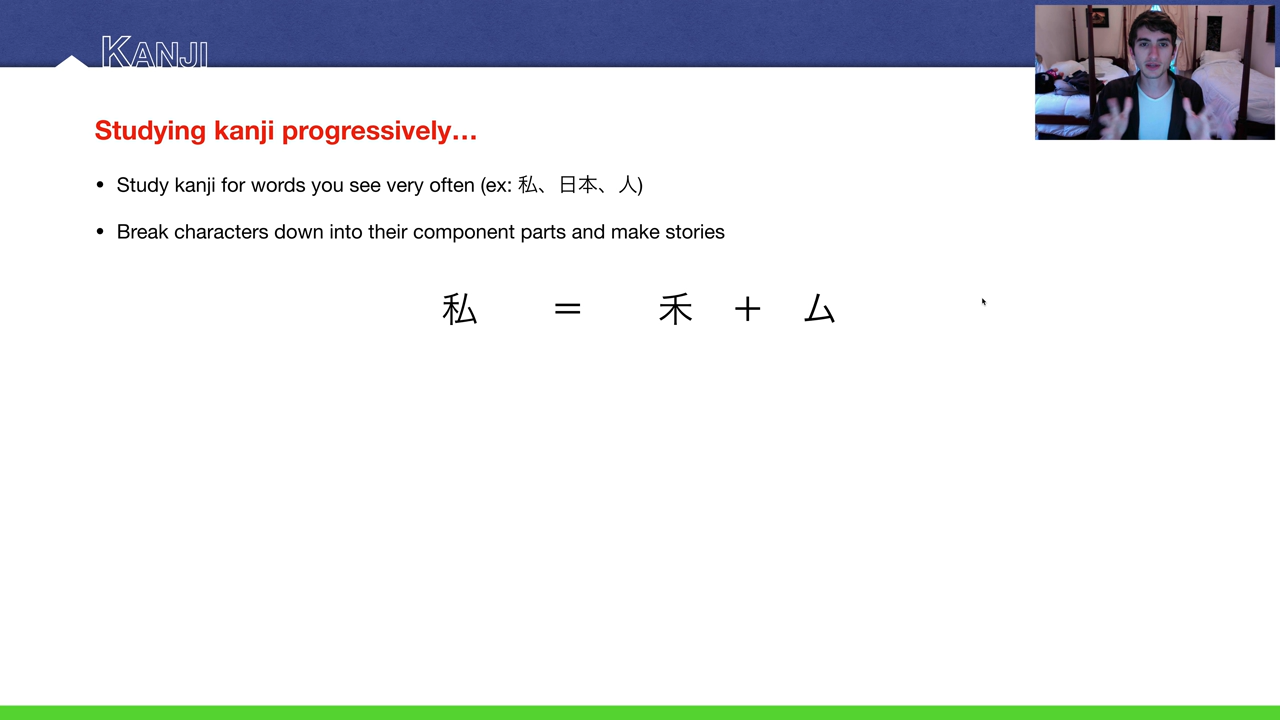 KANJI
Studying kanji progressively…
• Study kanji for words you see very often (ex: 私、日本、人)
• Break characters down into their component parts and make stories
私 = 禾 + ム